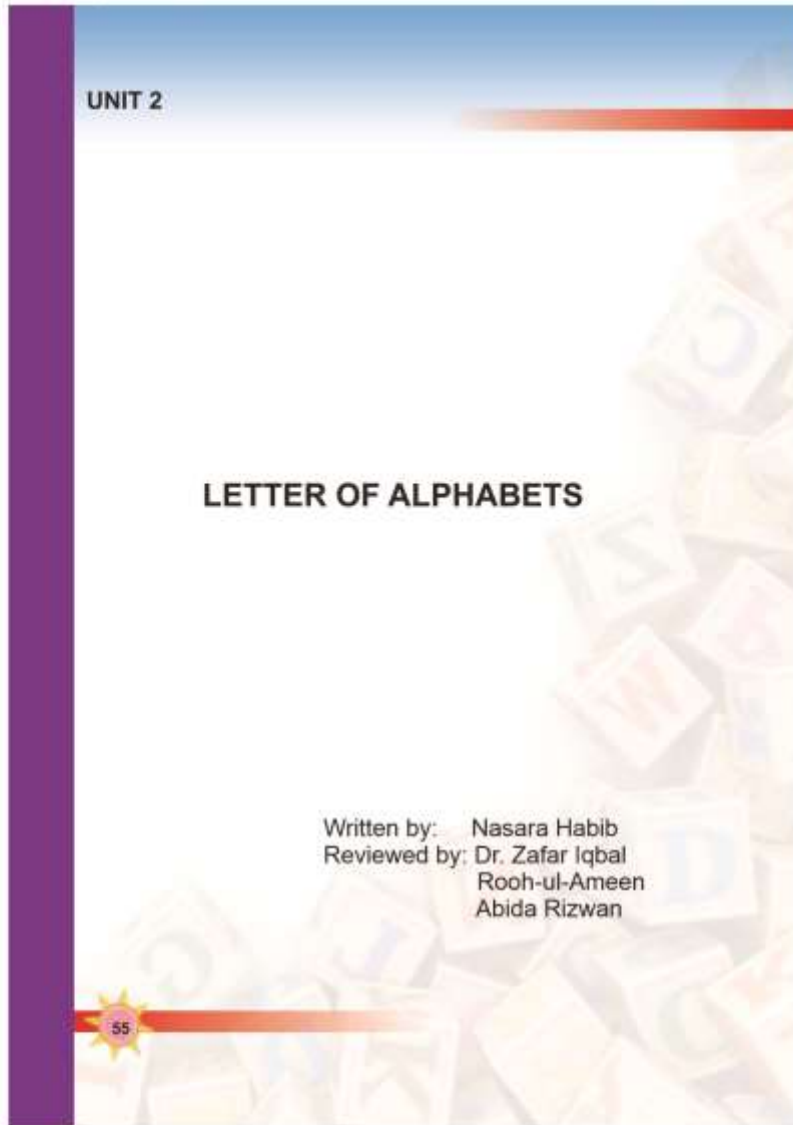 UNIT 2
LETTER OF ALPHABETS
Written by: Nasara Habib
Reviewed by: Dr. Zafar Iqbal
Rooh-ul-Ameen
Abida Rizwan
55